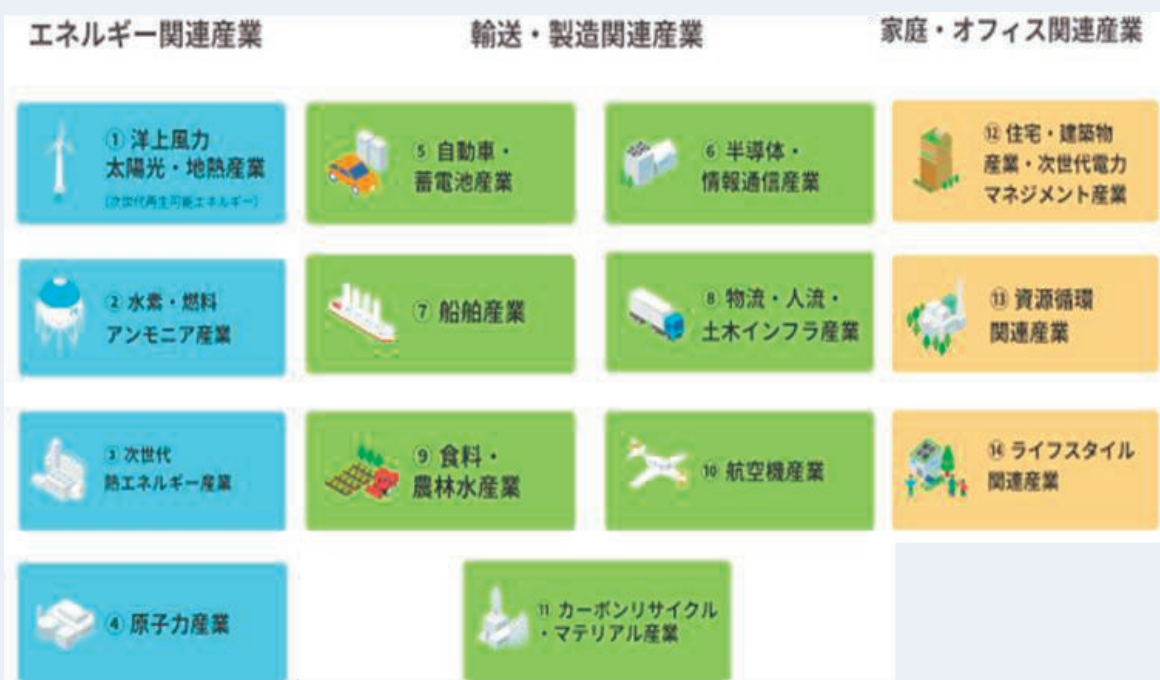 エネルギー関連産業
輸送・製造関連産業
家庭・オフィス関連産業
① 洋上風力
太陽光・地熱産業
(次世代再生可能エネルギー)
② 水素・燃料
アンモニア産業
③ 次世代
熱エネルギー産業
④ 原子力産業
⑤ 自動車・
蓄電池産業
⑥ 半導体・
情報通信産業
⑦ 船舶産業
⑧ 物流・人流・
土木インフラ産業
⑨ 食料・
農林水産業
⑩ 航空機産業
⑪ カーボンリサイクル
・マテリアル産業
⑫ 住宅・建築物
産業・次世代電力
マネジメント産業
⑬ 資源循環
関連産業
⑭ ライフスタイル
関連産業